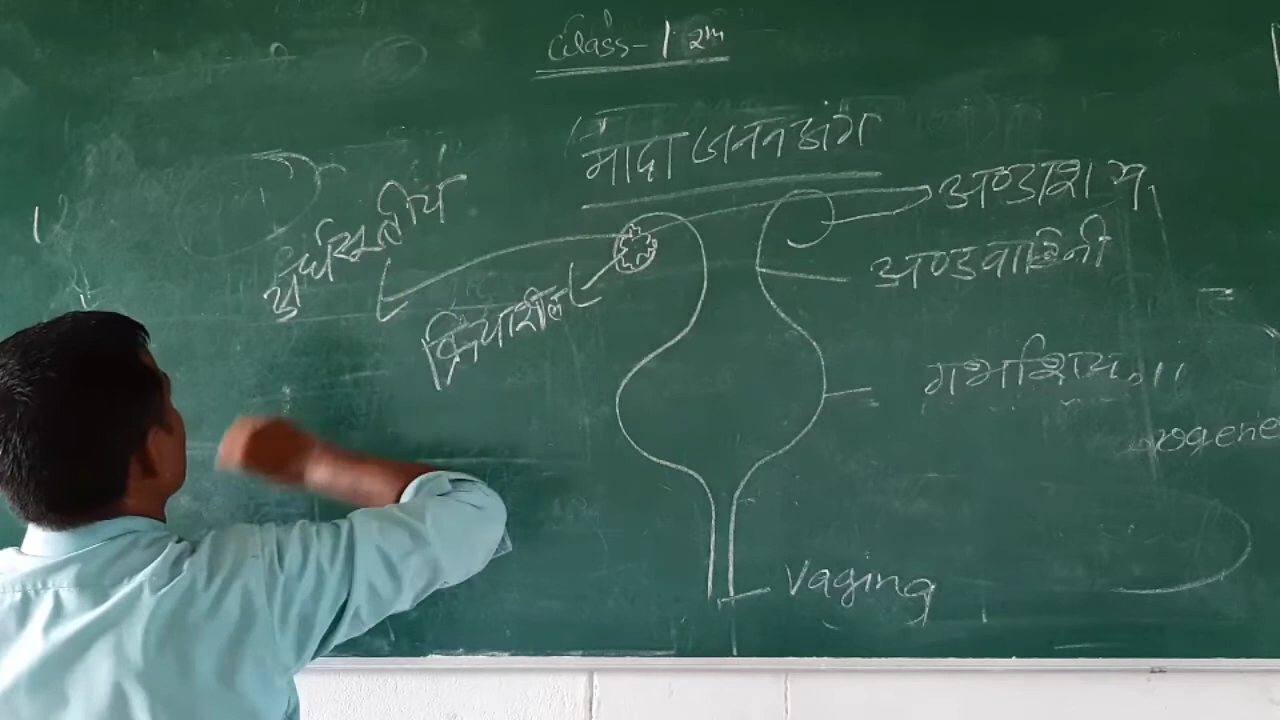 Class- 12th
मादा जननअंग
अण्डाशय
अण्डवाहिनी
क्रियाशील
गर्भाशय
Vagina